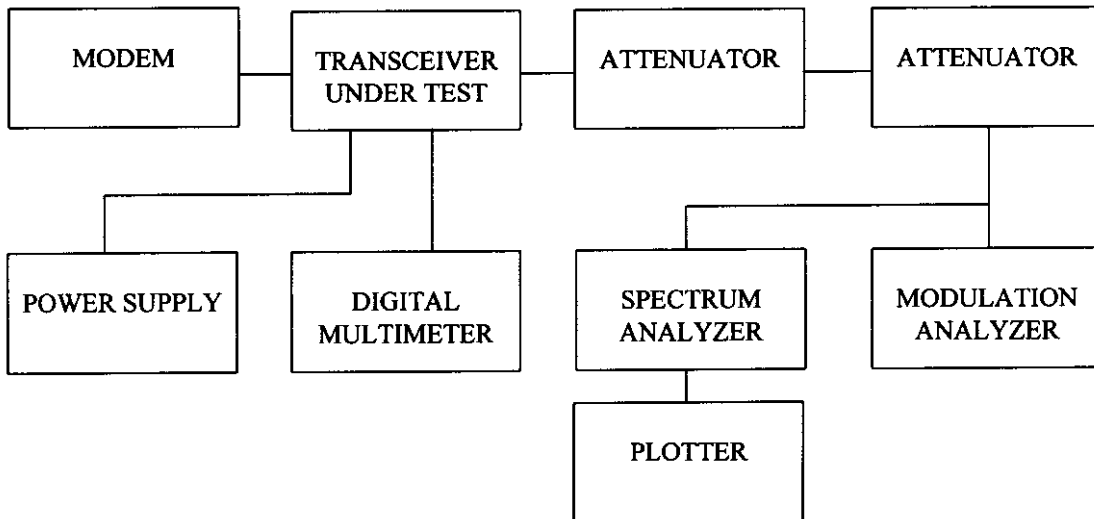 MODEM
TRANSCEIVER
UNDER TEST
ATTENUATOR
ATTENUATOR
POWER SUPPLY
DIGITAL
MULTIMETER
SPECTRUM
ANALYZER
MODULATION
ANALYZER
PLOTTER